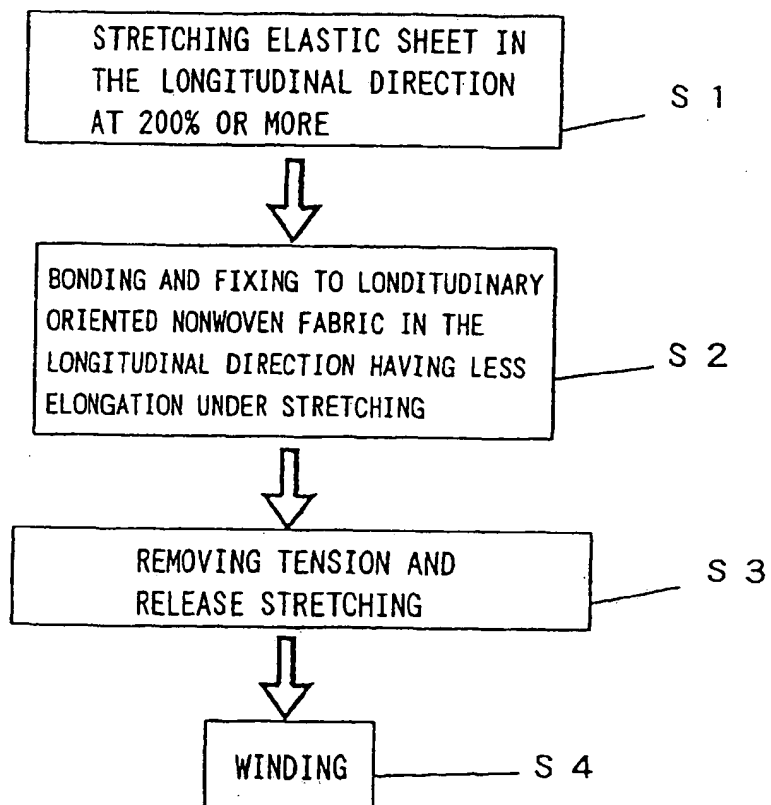 STRETCHING ELASTIC SHEET IN
THE LONGITUDINAL DIRECTION
AT 200% OR MORE
S 1
BONDING AND FIXING TO LONDITUDINARY
ORIENTED NONWOVEN FABRIC IN THE
LONGITUDINAL DIRECTION HAVING LESS
ELONGATION UNDER STRETCHING
S 2
REMOVING TENSION AND
RELEASE STRETCHING
S 3
WINDING
S 4